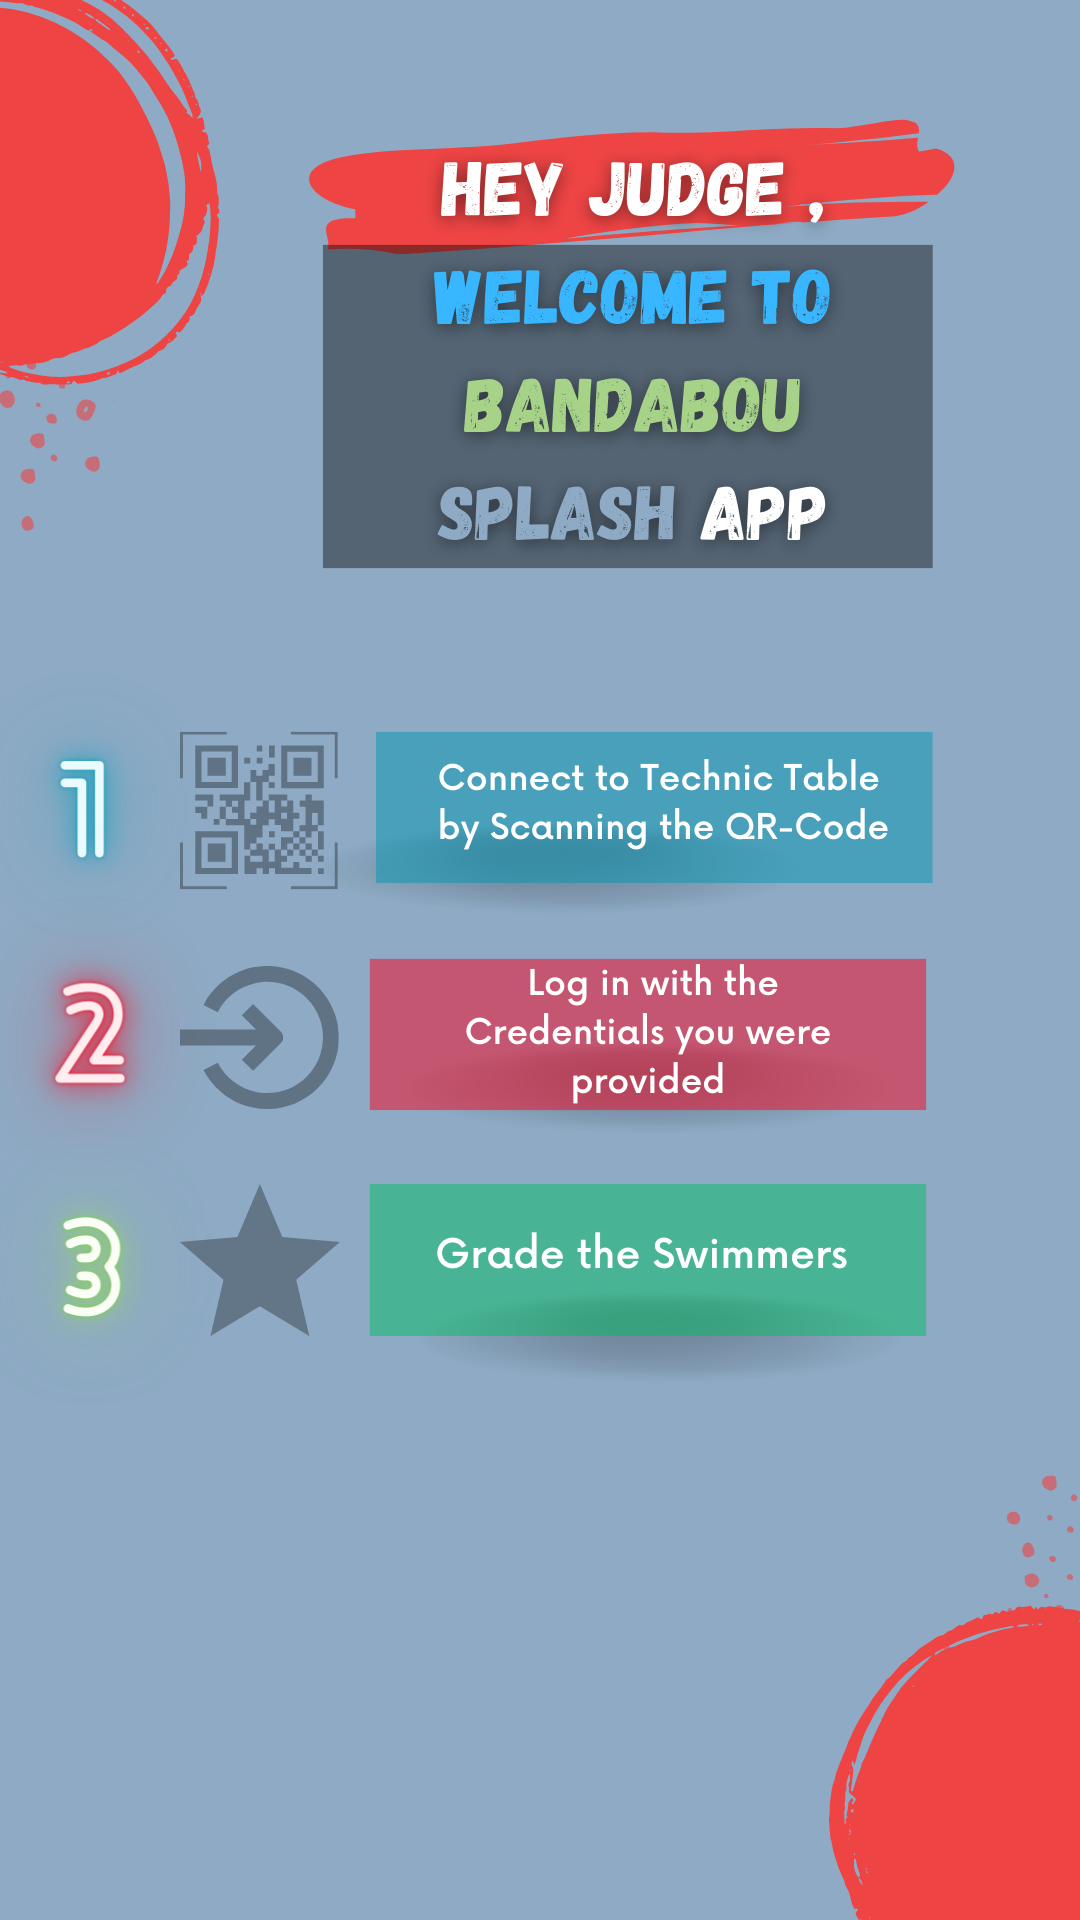 HEY JUDGE ,
WELCOME TO
BANDABOU
SPLASH APP
1
Connect to Technic Table
by Scanning the QR-Code
2
Log in with the
Credentials you were
provided
3
Grade the Swimmers